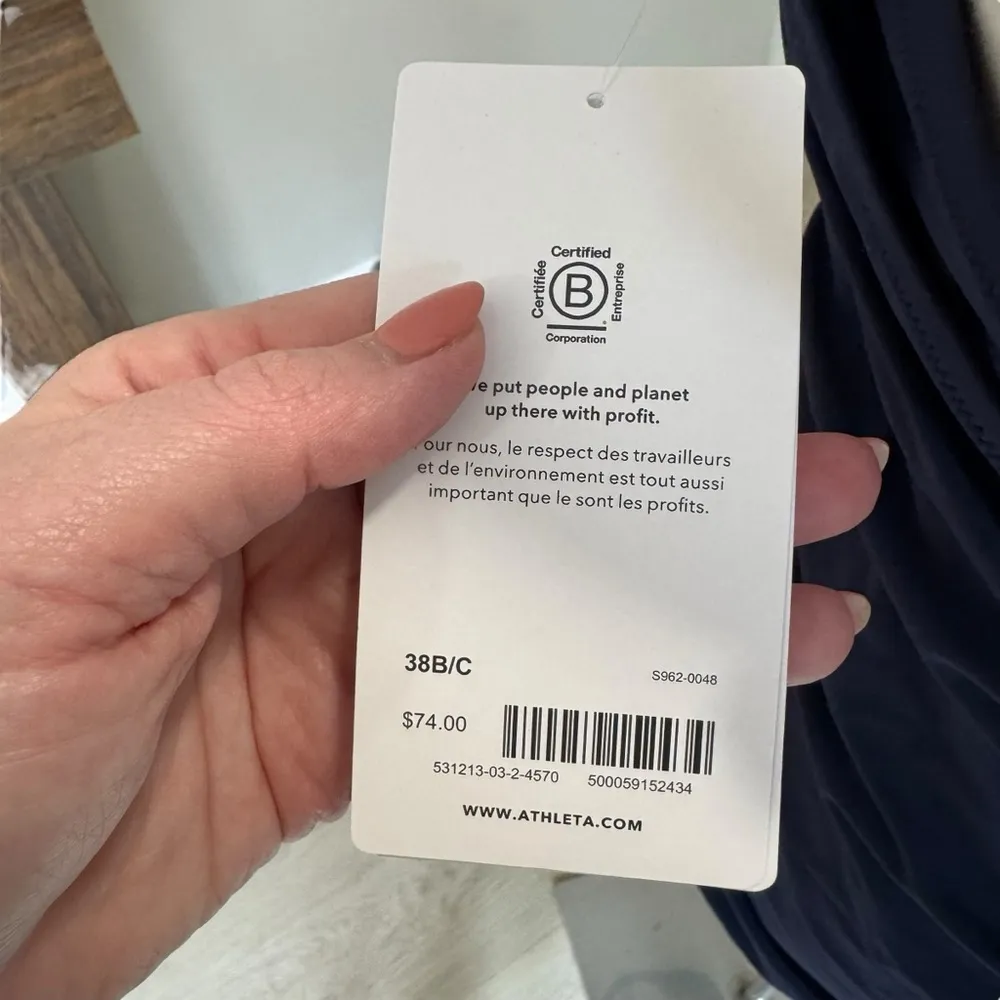 Certified
Certifiée
B
Entreprise
Corporation
put people and planet
up there with profit.
nous, le respect des travailleurs
et de l'environnement est tout aussi
important que le sont les profits.
38B/C
S962-0048
$74.00
531213-03-2-4570 500059152434
WWW.ATHLETA.COM